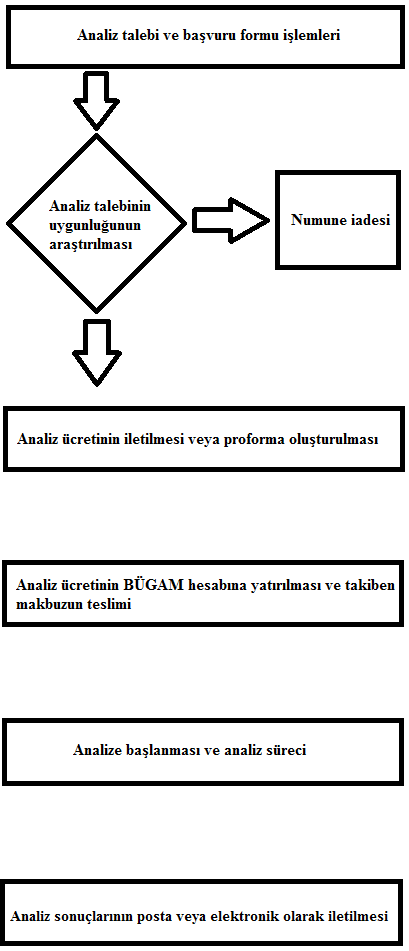 Analiz talebi ve başvuru formu işlemleri
Analiz talebinin
uygunluğunun
araştırılması
Numune iadesi
Analiz ücretinin iletilmesi veya proforma oluşturulması
Analiz ücretinin BÜGAM hesabına yatırılması ve takiben
makbuzun teslimi
Analize başlanması ve analiz süreci
Analiz sonuçlarının posta veya elektronik olarak iletilmesi